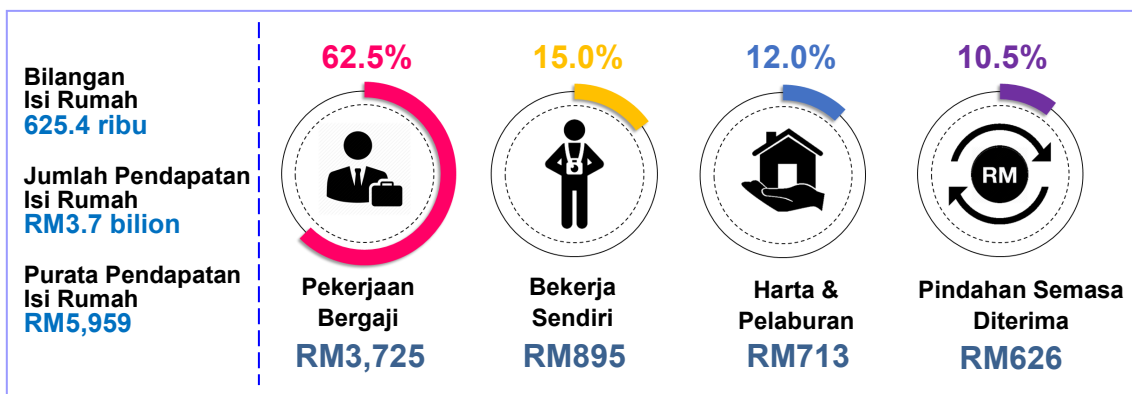 Bilangan
Isi Rumah
625.4 ribu
Jumlah Pendapatan
Isi Rumah
RM3.7 bilion
Purata Pendapatan
Isi Rumah
RM5,959
62.5%
Pekerjaan
Bergaji
RM3,725
15.0%
Bekerja
Sendiri
RM895
12.0%
Harta &
Pelaburan
RM713
10.5%
RM
Pindahan Semasa
Diterima
RM626